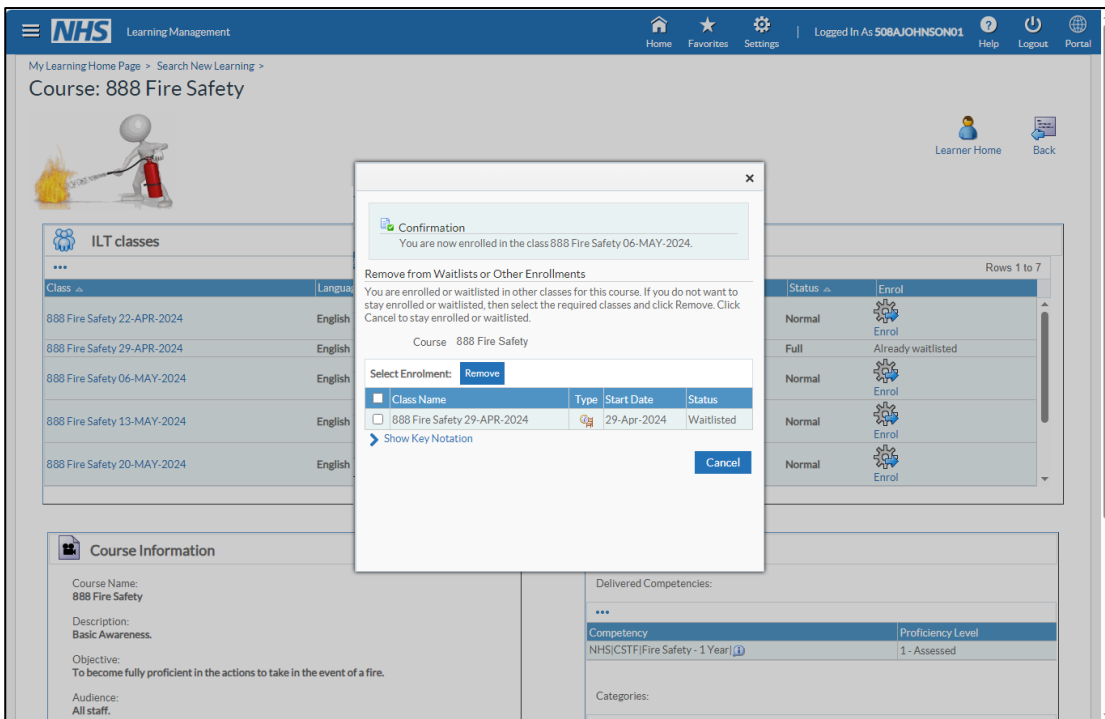 NHS Learning Management
Home Favorites Settings | Logged In As 508AJOHNSON01 Help Logout Portal
My Learning Home Page > Search New Learning >
Course: 888 Fire Safety
Learner Home Back
ILT classes
Rows 1 to 7
Class Languag Status Enrol
888 Fire Safety 22-APR-2024 English Normal Enrol
888 Fire Safety 29-APR-2024 English Full Already waitlisted
888 Fire Safety 06-MAY-2024 English Normal Enrol
888 Fire Safety 13-MAY-2024 English Normal Enrol
888 Fire Safety 20-MAY-2024 English Normal Enrol
Confirmation
You are now enrolled in the class 888 Fire Safety 06-MAY-2024.
Remove from Waitlists or Other Enrollments
You are enrolled or waitlisted in other classes for this course. If you do not want to
stay enrolled or waitlisted, then select the required classes and click Remove. Click
Cancel to stay enrolled or waitlisted.
Course 888 Fire Safety
Select Enrolment: Remove
Class Name Type Start Date Status
888 Fire Safety 29-APR-2024 29-Apr-2024 Waitlisted
Show Key Notation
Cancel
Course Information
Course Name:
888 Fire Safety
Description:
Basic Awareness.
Objective:
To become fully proficient in the actions to take in the event of a fire.
Audience:
All staff.
Delivered Competencies:
Competency Proficiency Level
NHS|CSTF|Fire Safety - 1 Year| 1 - Assessed
Categories: